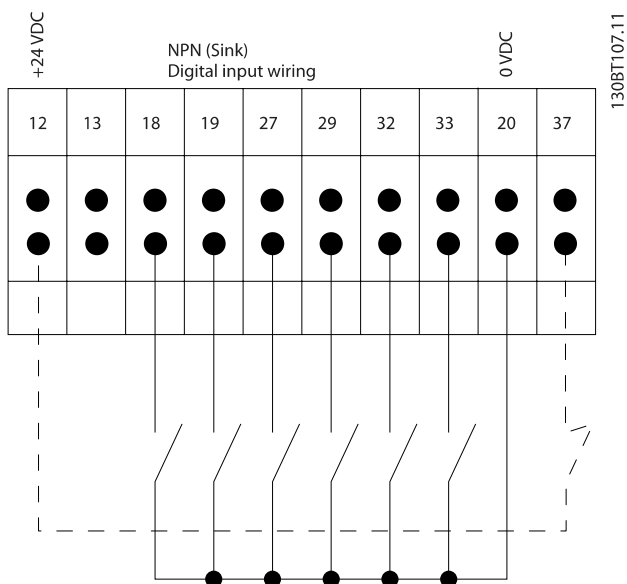 +24 VDC
NPN (Sink)
Digital input wiring
0 VDC
130BT107.11
12 13 18 19 27 29 32 33 20 37